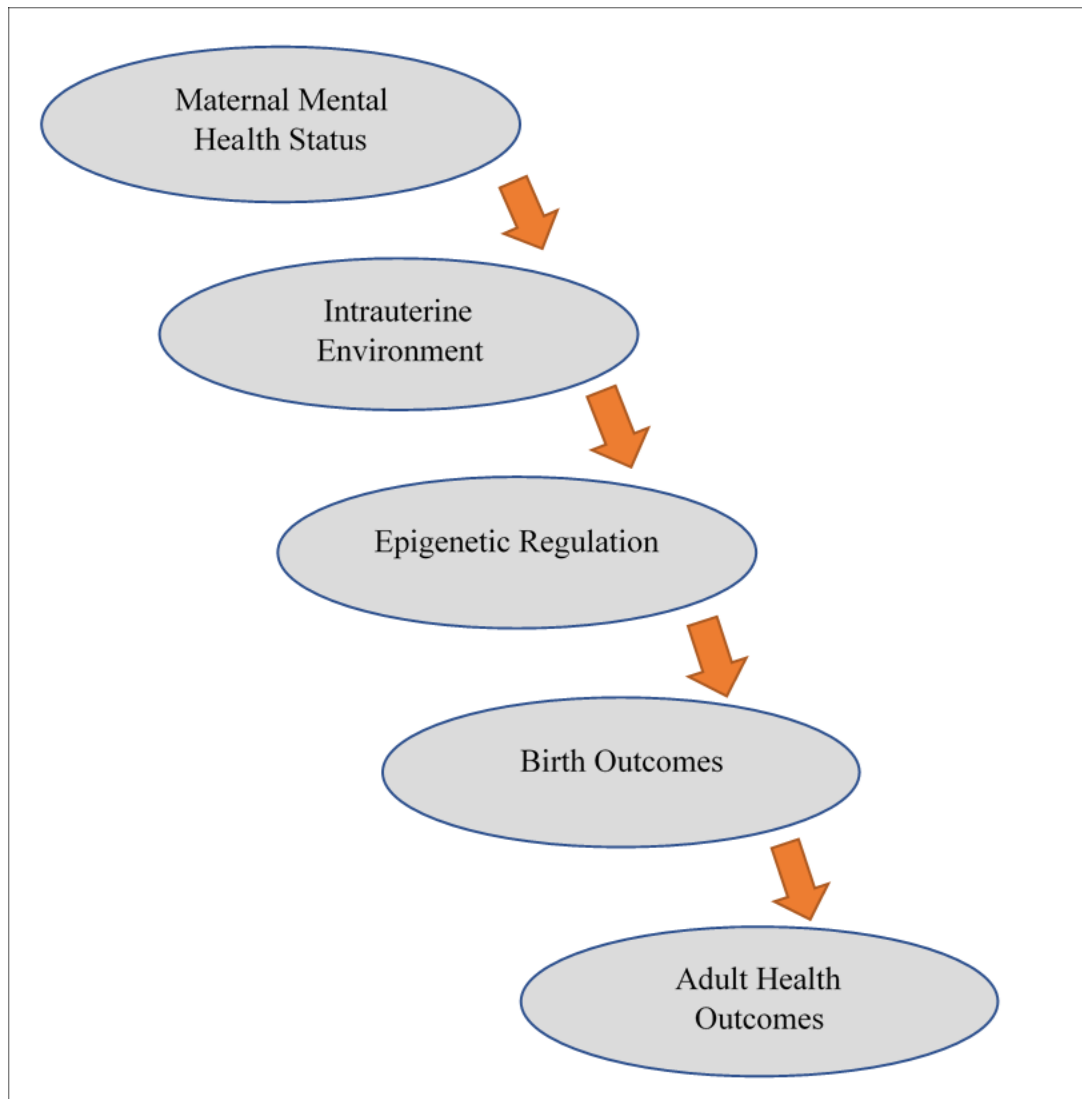 Maternal Mental
Health Status
Intrauterine
Environment
Epigenetic Regulation
Birth Outcomes
Adult Health
Outcomes